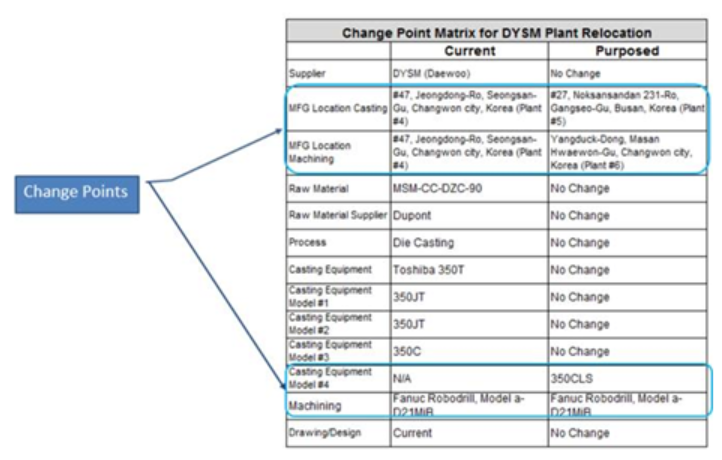 Change Point Matrix for DYSM Plant Relocation
Current Purposed
Supplier DYSM (Daewoo) No Change
MFG Location Casting #47, Jeongdong-Ro, Seongsan-Gu, Changwon city, Korea (Plant #4) #27, Noksansandan 231-Ro, Gangseo-Gu, Busan, Korea (Plant #5)
MFG Location Machining #47, Jeongdong-Ro, Seongsan-Gu, Changwon city, Korea (Plant #4) Yangduck-Dong, Masan Hwaewon-Gu, Changwon city, Korea (Plant #6)
Change Points
Raw Material MSM-CC-DZC-90 No Change
Raw Material Supplier Dupont No Change
Process Die Casting No Change
Casting Equipment Toshiba 350T No Change
Casting Equipment Model #1 350JT No Change
Casting Equipment Model #2 350JT No Change
Casting Equipment Model #3 350C No Change
Casting Equipment Model #4 N/A 350CLS
Machining Fanuc Robodrill, Model a-D21MiB Fanuc Robodrill, Model a-D21MiB
Drawing/Design Current No Change